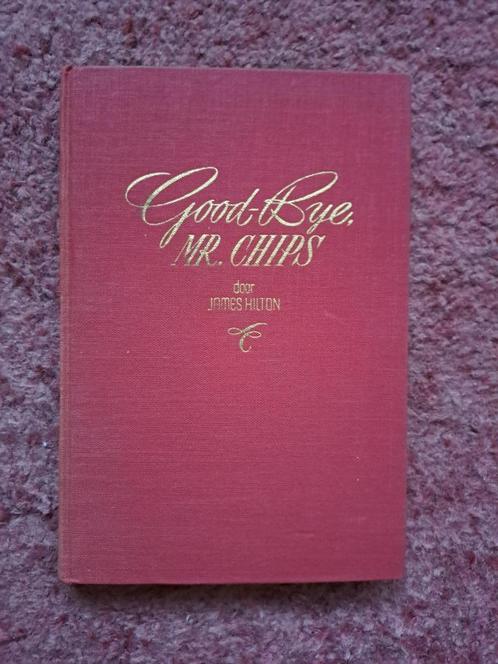 Good-Bye,
MR. CHIPS
door
JAMES HILTON